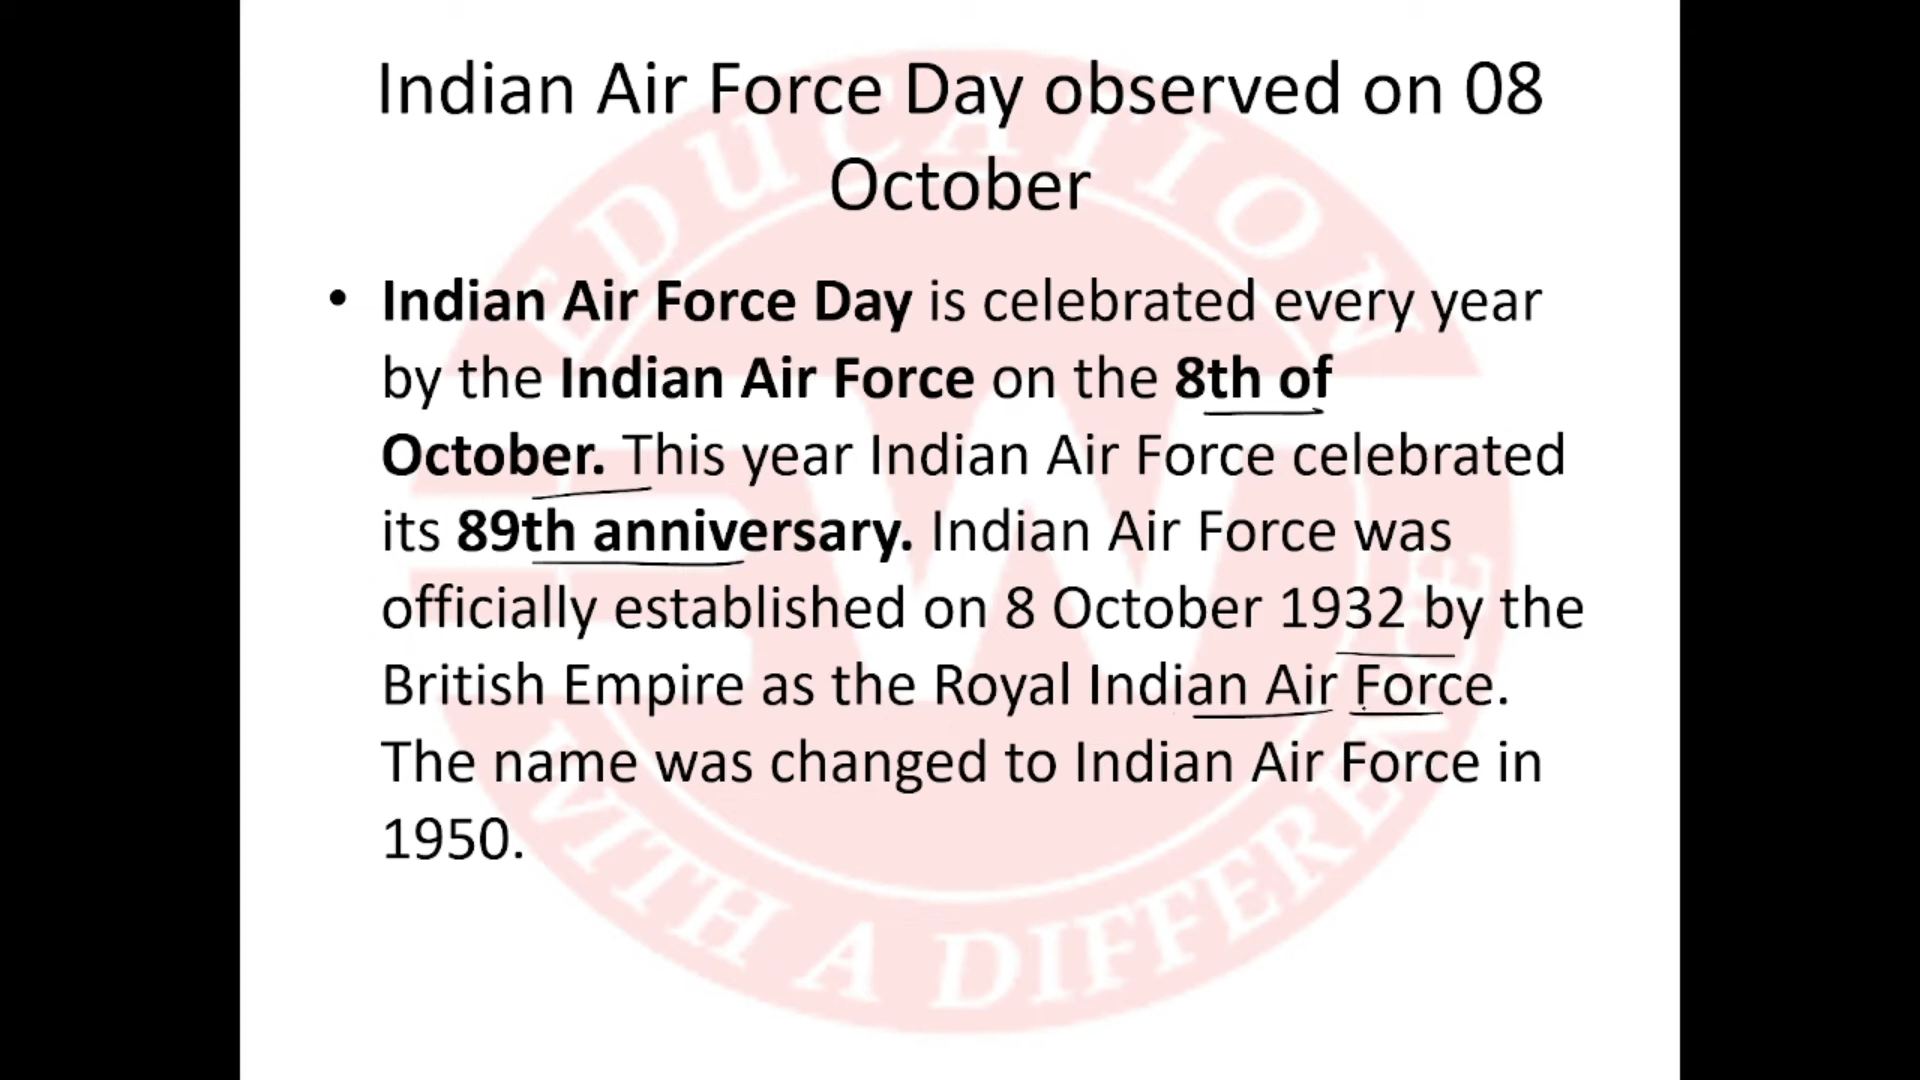 Indian Air Force Day observed on 08
October
• Indian Air Force Day is celebrated every year
by the Indian Air Force on the 8th of
October. This year Indian Air Force celebrated
its 89th anniversary. Indian Air Force was
officially established on 8 October 1932 by the
British Empire as the Royal Indian Air Force.
The name was changed to Indian Air Force in
1950.
EDUCATION
WITH A DIFFERENCE